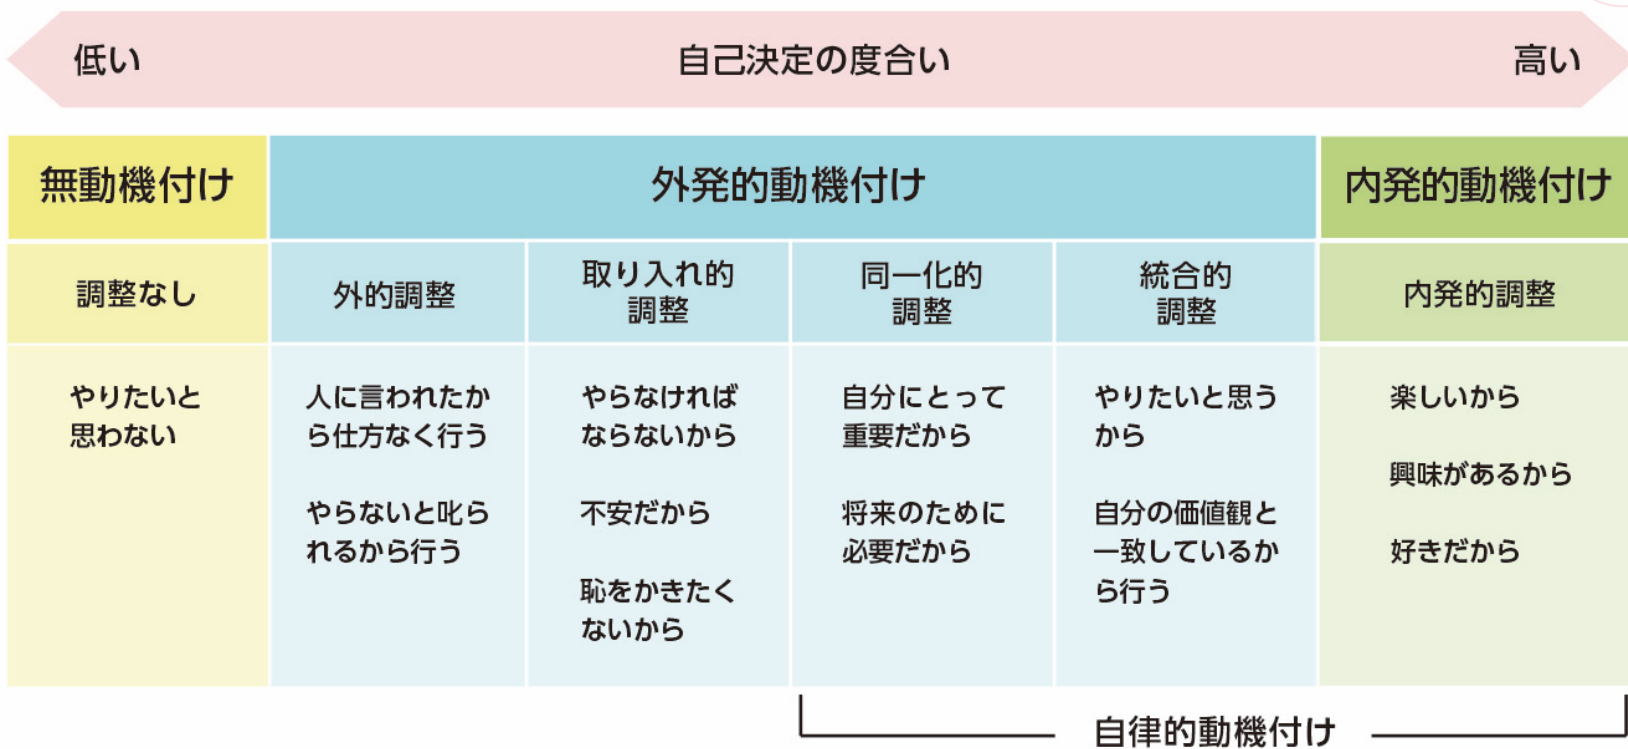 低い 自己決定の度合い 高い
無動機付け 外発的動機付け 内発的動機付け
調整なし
外的調整
取り入れ的
調整
同一化的
調整
統合的
調整
内発的調整
やりたいと
思わない
人に言われたか
ら仕方なく行う
やらないと叱ら
れるから行う
やらなければ
ならないから
不安だから
恥をかきたく
ないから
自分にとって
重要だから
将来のために
必要だから
やりたいと思う
から
自分の価値観と
一致しているか
ら行う
楽しいから
興味があるから
好きだから
自律的動機付け